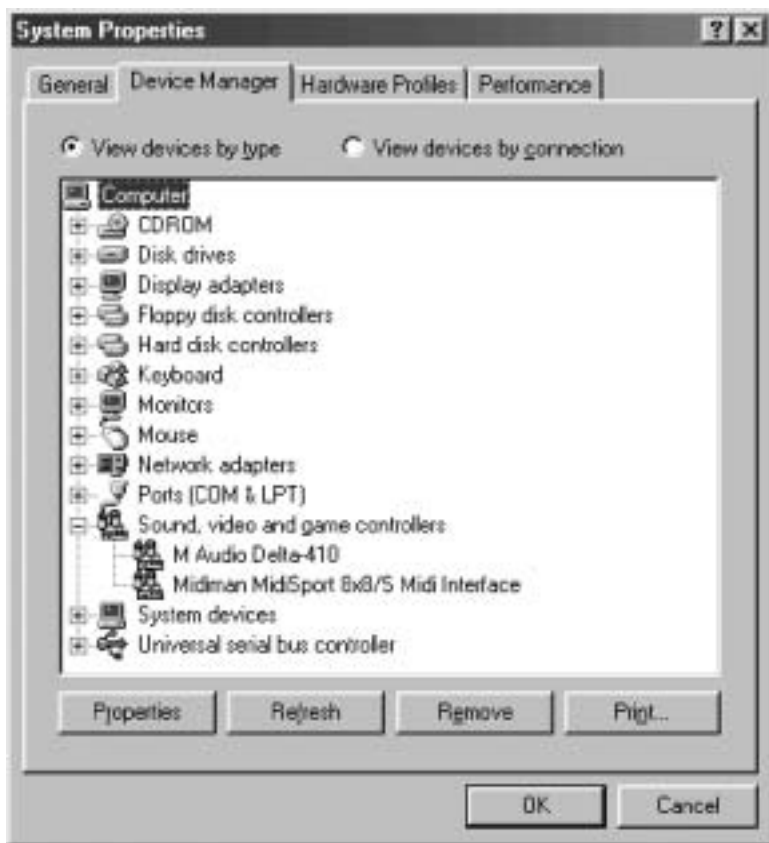 System Properties
General
Device Manager
Hardware Profiles
Performance
View devices by type
View devices by connection
Computer
CDROM
Disk drives
Display adapters
Floppy disk controllers
Hard disk controllers
Keyboard
Monitors
Mouse
Network adapters
Ports (COM & LPT)
Sound, video and game controllers
M Audio Delta-410
Midiman MidiSport 8x8/S Midi Interface
System devices
Universal serial bus controller
Properties
Refresh
Remove
Print...
OK
Cancel